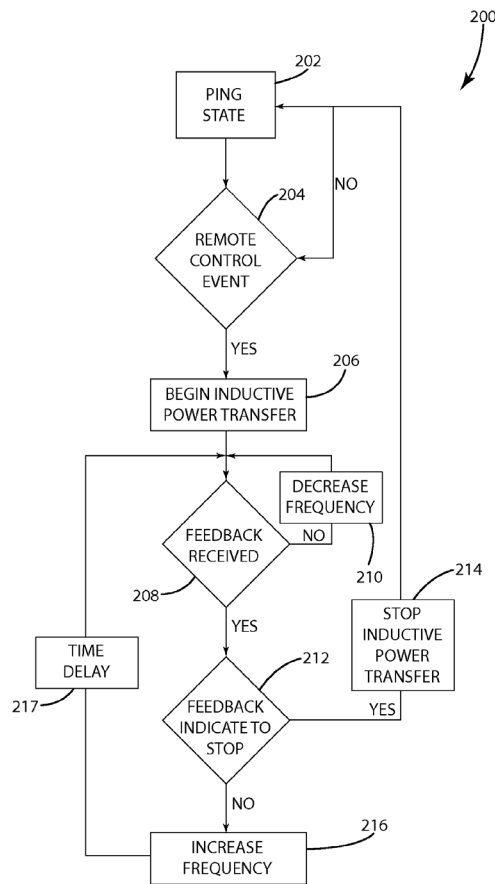 200
202
PING
STATE
NO
204
REMOTE
CONTROL
EVENT
YES
206
BEGIN INDUCTIVE
POWER TRANSFER
DECREASE
FREQUENCY
210
FEEDBACK
RECEIVED
NO
208
214
STOP
INDUCTIVE
POWER
TRANSFER
YES
TIME
DELAY
217
212
FEEDBACK
INDICATE TO
STOP
YES
NO
216
INCREASE
FREQUENCY